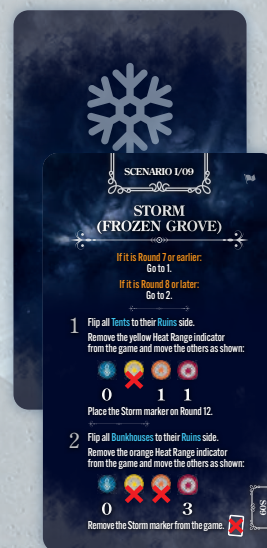 SCENARIO I/09
STORM
(FROZEN GROVE)
If it is Round 7 or earlier:
Go to 1.
If it is Round 8 or later:
Go to 2.
1 Flip all Tents to their Ruins side.
Remove the yellow Heat Range indicator
from the game and move the others as shown:
0 1 1
Place the Storm marker on Round 12.
2 Flip all Bunkhouses to their Ruins side.
Remove the orange Heat Range indicator
from the game and move the others as shown:
0 3
Remove the Storm marker from the game.
S09